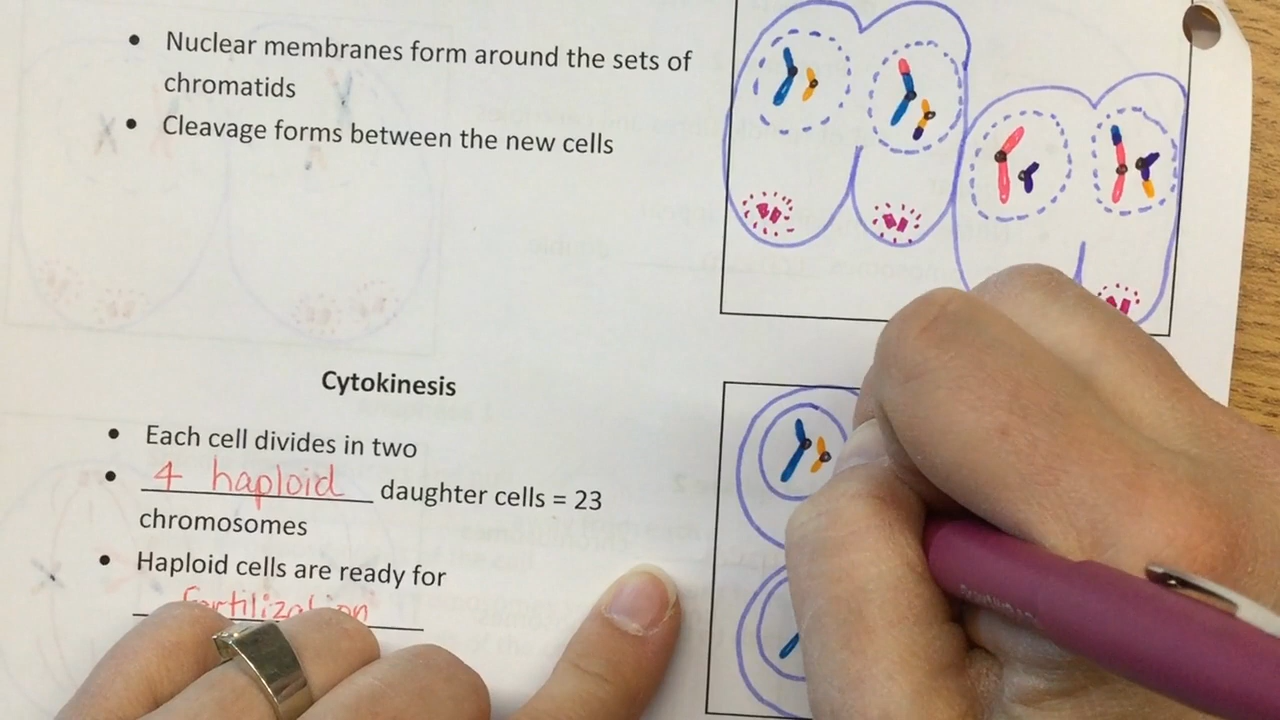 • Nuclear membranes form around the sets of
chromatids
• Cleavage forms between the new cells
Cytokinesis
• Each cell divides in two
• 4 haploid daughter cells = 23
chromosomes
• Haploid cells are ready for
fertilization